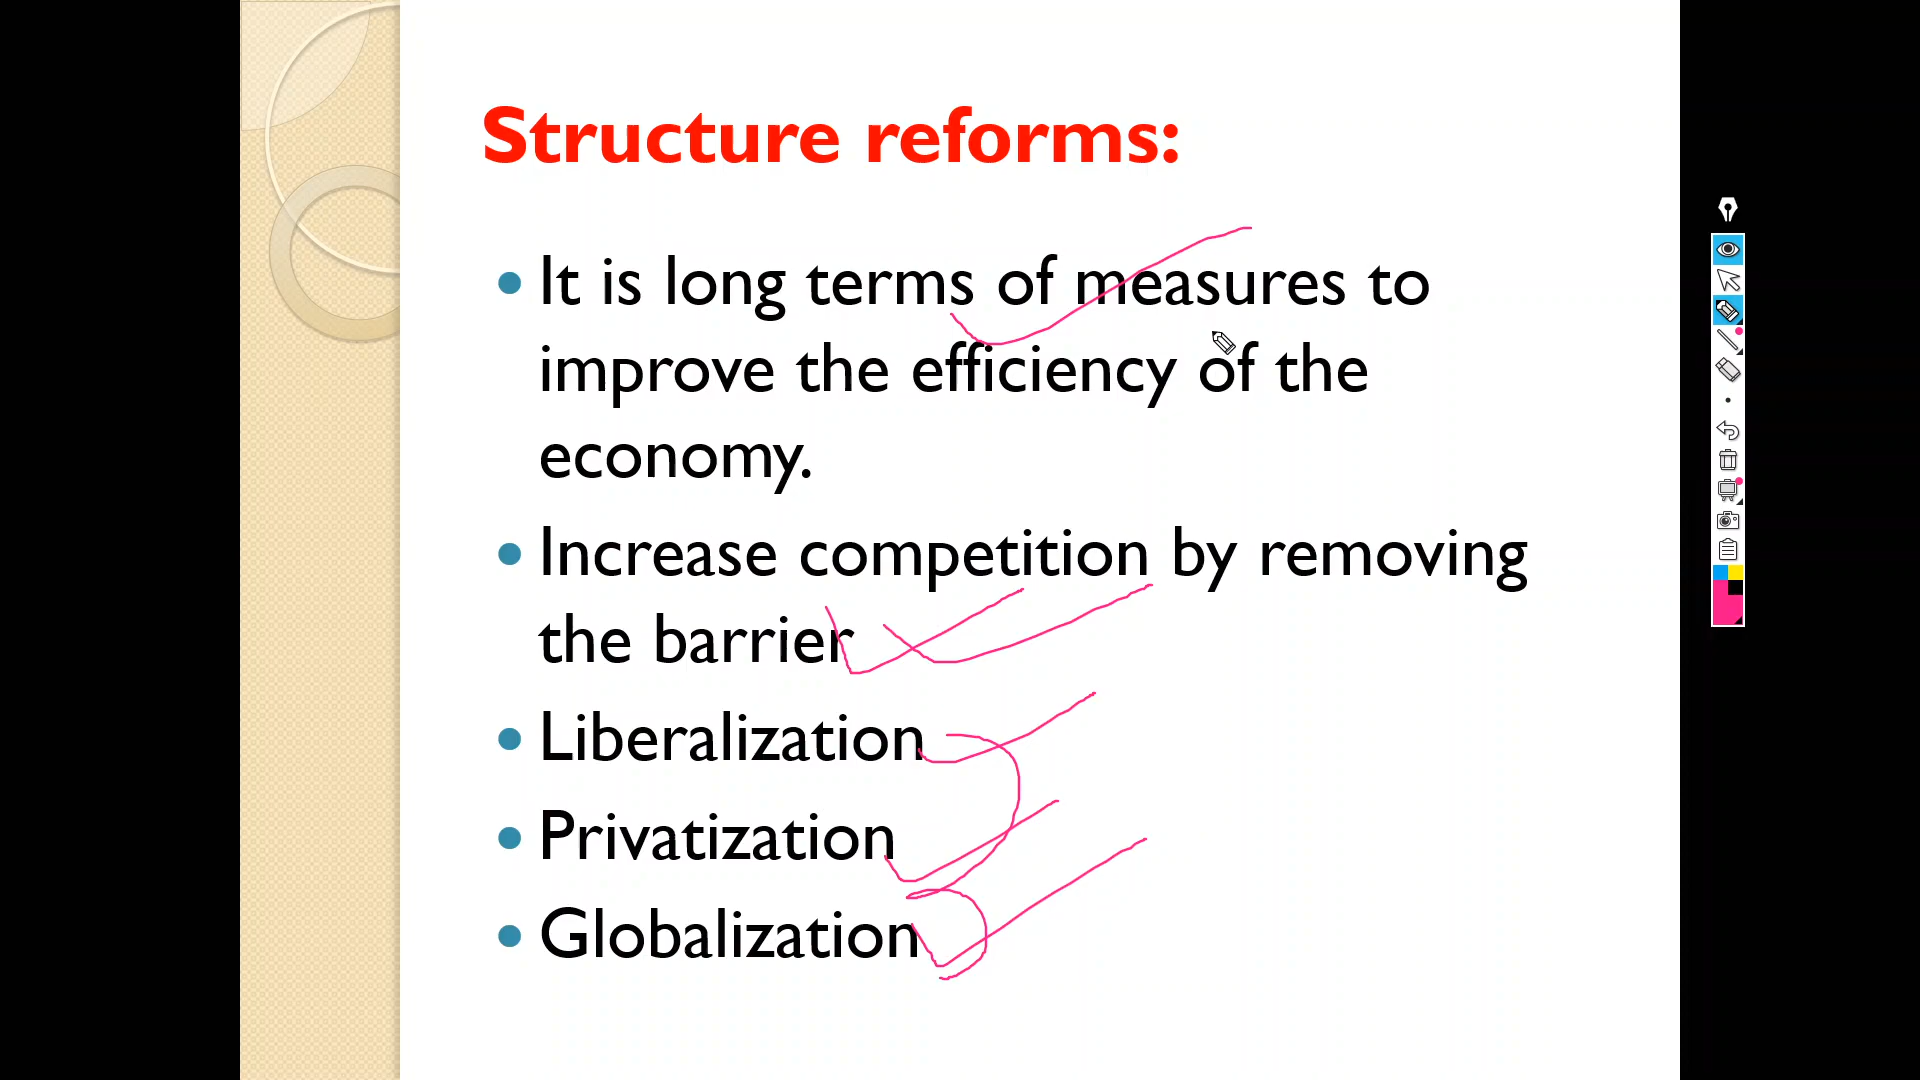 Structure reforms:
It is long terms of measures to
improve the efficiency of the
economy.
Increase competition by removing
the barrier
Liberalization
Privatization
Globalization